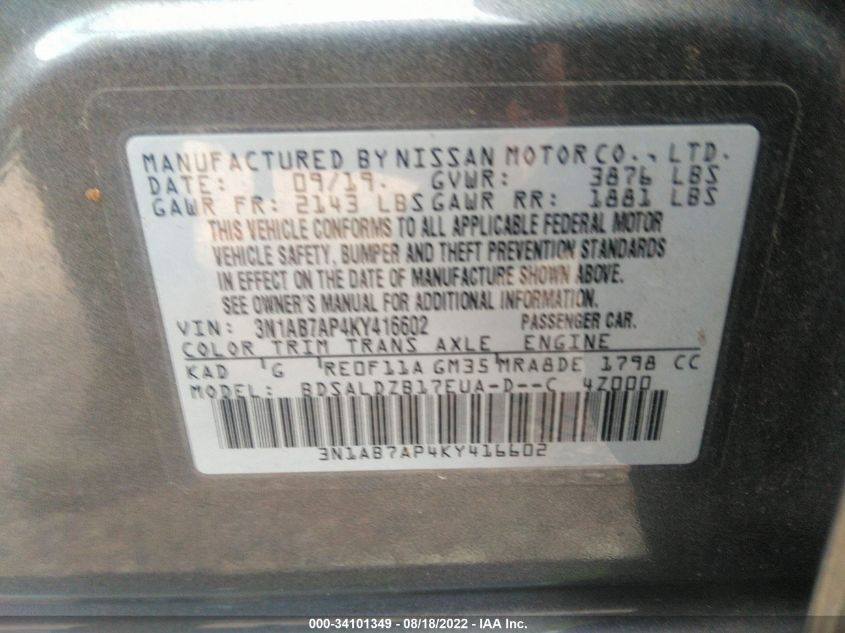 MANUFACTURED BY NISSAN MOTOR CO., LTD.
DATE: 09/19. GVWR: 3876 LBS
GAWR FR: 2143 LBS GAWR RR: 1881 LBS
THIS VEHICLE CONFORMS TO ALL APPLICABLE FEDERAL MOTOR
VEHICLE SAFETY, BUMPER AND THEFT PREVENTION STANDARDS
IN EFFECT ON THE DATE OF MANUFACTURE SHOWN ABOVE.
SEE OWNER'S MANUAL FOR ADDITIONAL INFORMATION.
VIN: 3N1AB7AP4KY416602 PASSENGER CAR.
COLOR TRIM TRANS AXLE ENGINE
KAD G RE0F11A GM35 MRA8DE 1798 CC
MODEL: BDSALDZB17EUA-D--C 4Z000
3N1AB7AP4KY416602
000-34101349 - 08/18/2022 - IAA Inc.